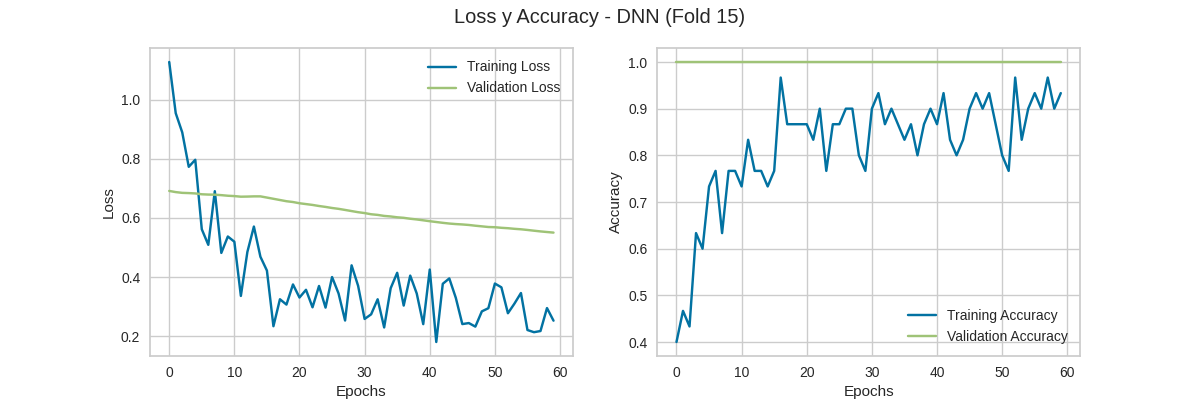 Loss y Accuracy - DNN (Fold 15)
Training Loss
Validation Loss
1.0
0.8
0.6
0.4
0.2
Loss
0 10 20 30 40 50 60
Epochs
1.0
0.9
0.8
0.7
0.6
0.5
0.4
Accuracy
Training Accuracy
Validation Accuracy
0 10 20 30 40 50 60
Epochs